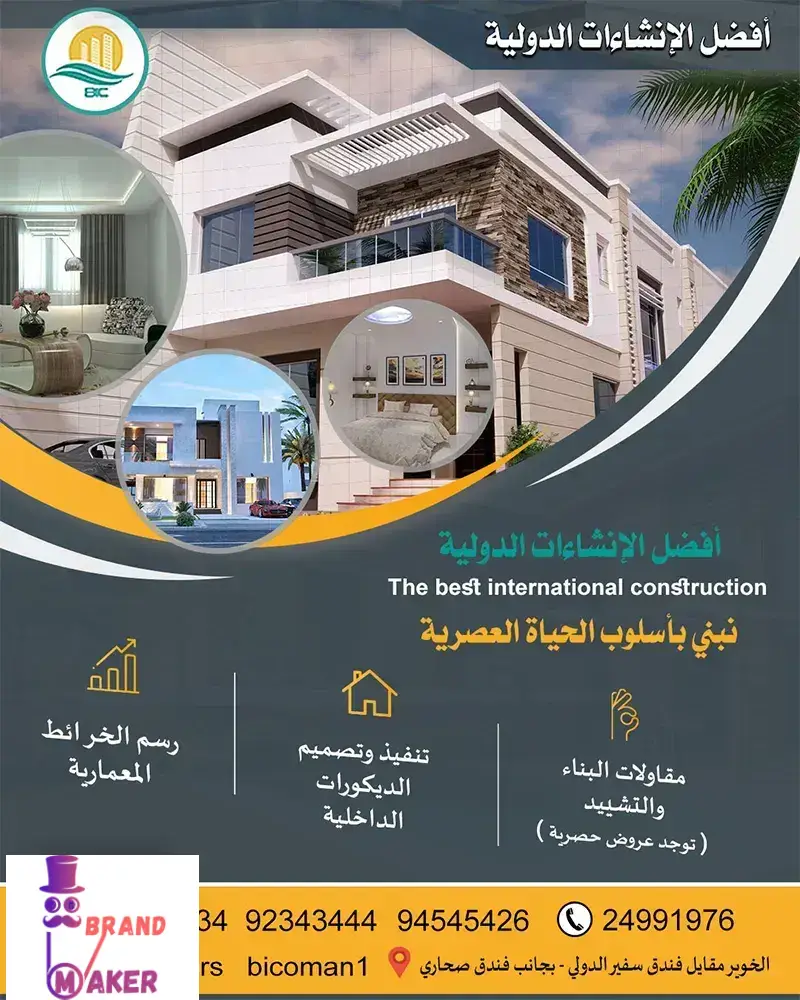 أفضل الإنشاءات الدولية
BIC
أفضل الإنشاءات الدولية
The best international construction
نبني بأسلوب الحياة العصرية
مقاولات البناء
والتشييد
( توجد عروض حصرية )
تنفيذ وتصميم
الديكورات
الداخلية
رسم الخرائط
المعمارية
34 92343444 94545426 24991976
rs bicoman1 الخوير مقابل فندق سفير الدولي - بجانب فندق صحاري
BRAND
MAKER